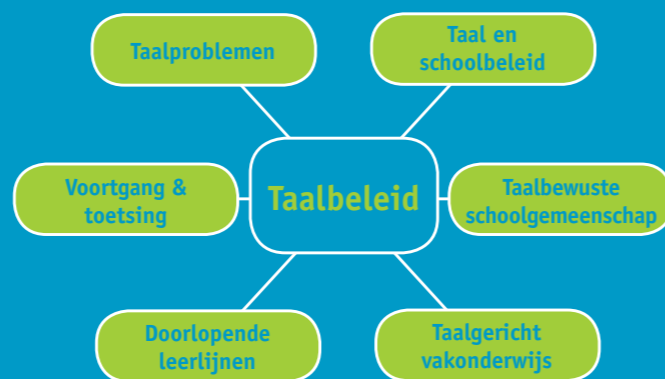 Taalproblemen
Taal en
schoolbeleid
Voortgang &
toetsing
Taalbeleid
Taalbewuste
schoolgemeenschap
Doorlopende
leerlijnen
Taalgericht
vakonderwijs